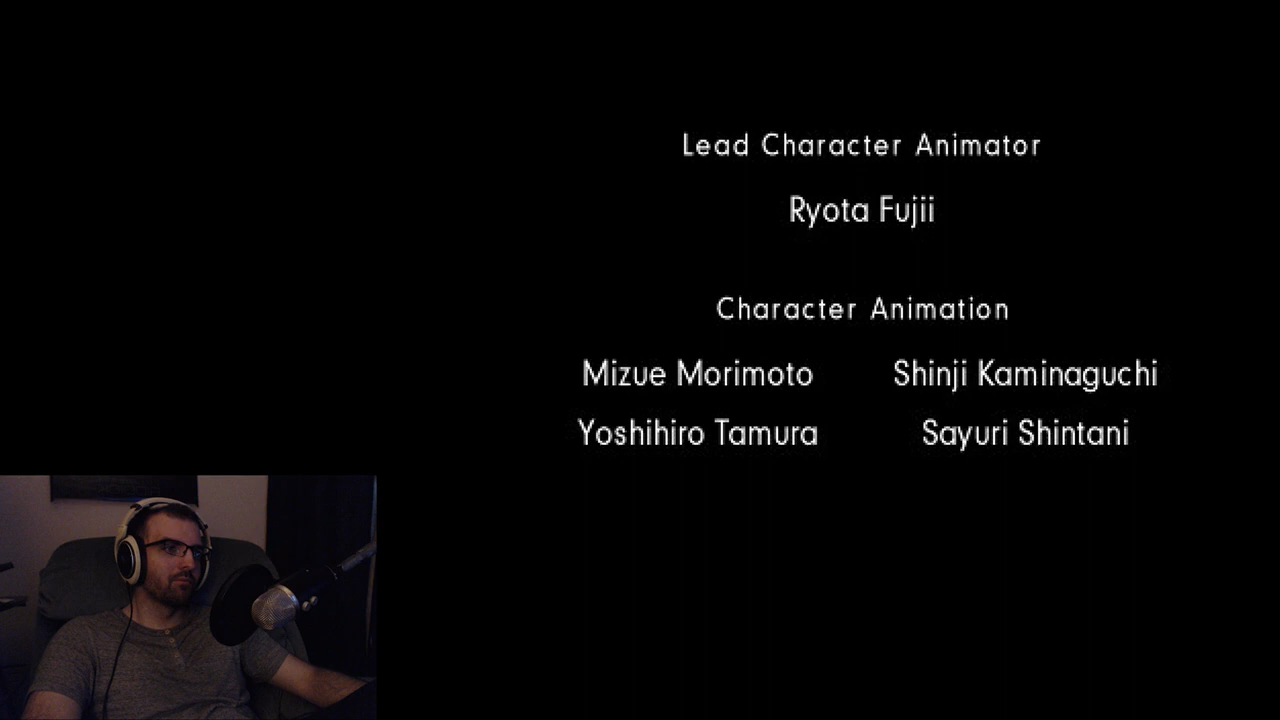 Lead Character Animator
Ryota Fujii
Character Animation
Mizue Morimoto Shinji Kaminaguchi
Yoshihiro Tamura Sayuri Shintani